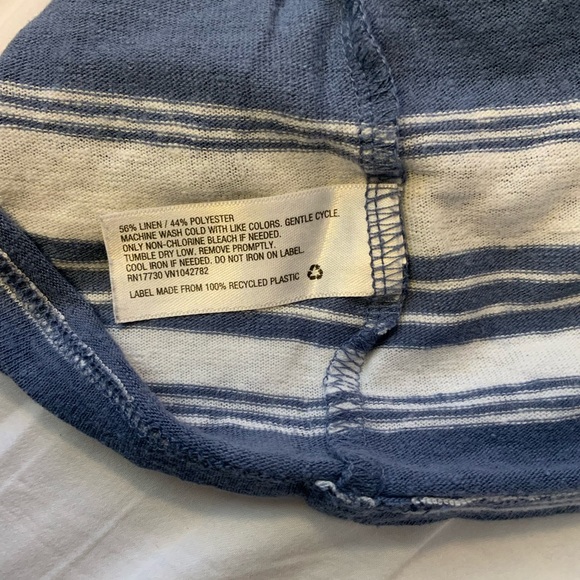 56% LINEN / 44% POLYESTER
MACHINE WASH COLD WITH LIKE COLORS. GENTLE CYCLE.
ONLY NON-CHLORINE BLEACH IF NEEDED.
TUMBLE DRY LOW. REMOVE PROMPTLY.
COOL IRON IF NEEDED. DO NOT IRON ON LABEL.
RN17730 VN1042782
LABEL MADE FROM 100% RECYCLED PLASTIC